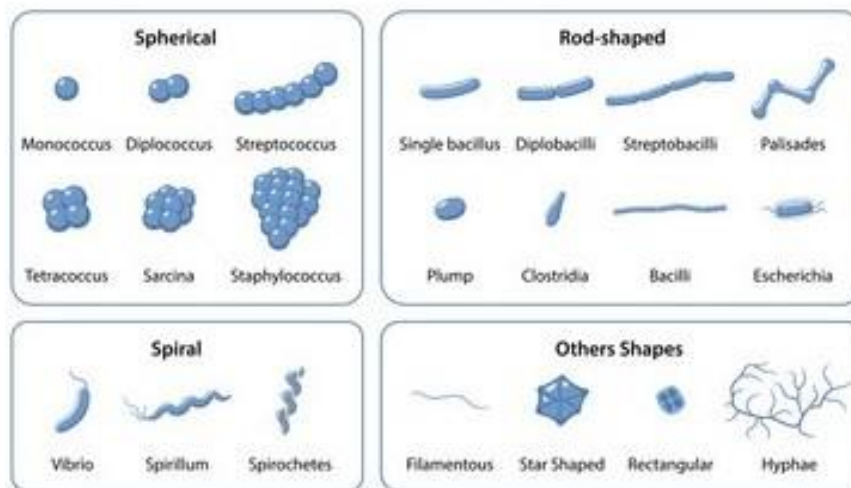 Spherical
Monococcus Diplococcus Streptococcus
Tetracoccus Sarcina Staphylococcus
Rod-shaped
Single bacillus Diplobacilli Streptobacilli Palisades
Plump Clostridia Bacilli Escherichia
Spiral
Vibrio Spirillum Spirochetes
Others Shapes
Filamentous Star Shaped Rectangular Hyphae